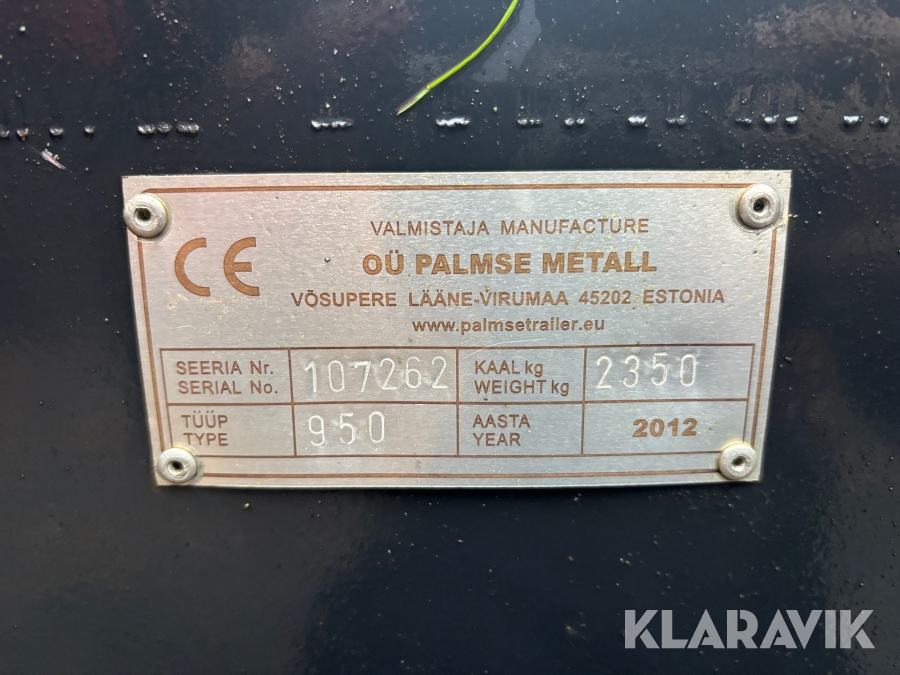 CE
VALMISTAJA MANUFACTURE
OÜ PALMSE METALL
VÕSUPERE LÄÄNE-VIRUMAA 45202 ESTONIA
www.palmsetrailer.eu
SEERIA Nr. 107262 KAAL kg 2350
SERIAL No. WEIGHT kg
TÜÜP 950 AASTA 2012
TYPE YEAR
KLARAVIK